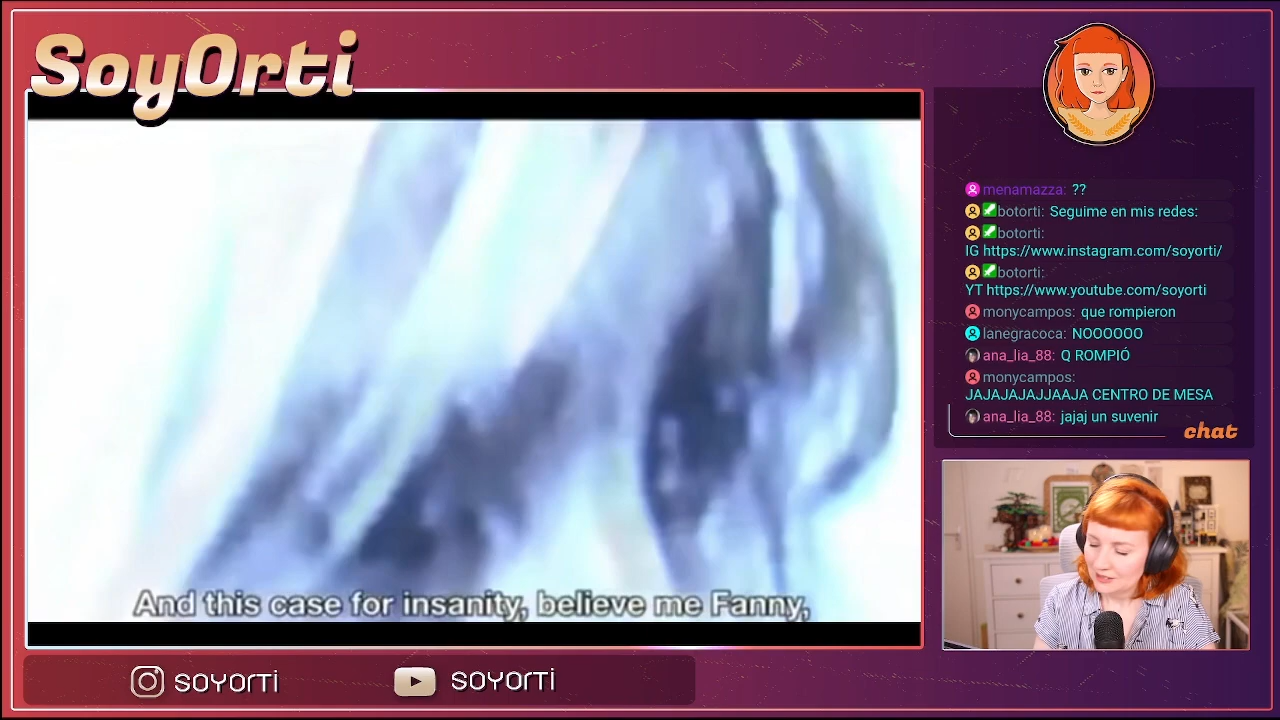 SoyOrti
And this case for insanity, believe me Fanny,
SOYORTI
SOYORTI
menamazza: ??
botorti: Seguime en mis redes:
botorti:
IG https://www.instagram.com/soyorti/
botorti:
YT https://www.youtube.com/soyorti
monycampos: que rompieron
lanegracoca: NOOOOOO
ana_lia_88: Q ROMPIÓ
monycampos:
JAJAJAJAJJAAJA CENTRO DE MESA
ana_lia_88: jajaj un suvenir
chat